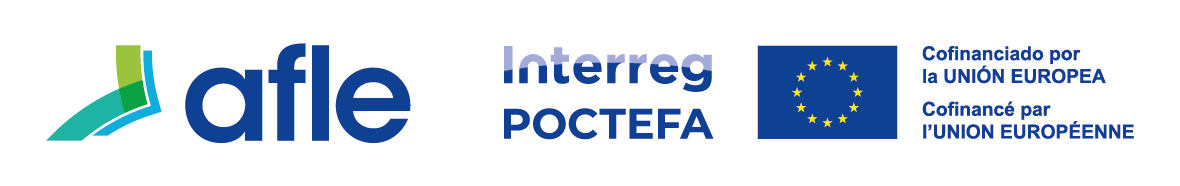 afle
Interreg
POCTEFA
Cofinanciado por
la UNIÓN EUROPEA
Cofinancé par
l’UNION EUROPÉENNE